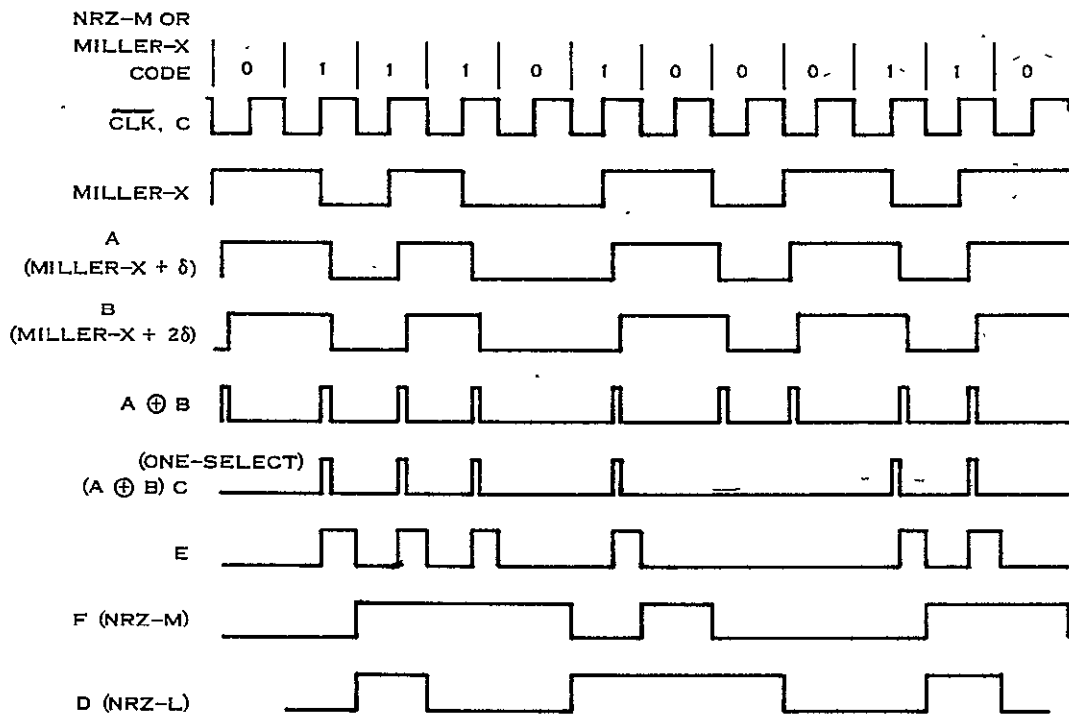 NRZ-M OR
MILLER-X
CODE
0 1 1 1 0 1 0 0 0 1 1 0
C̅L̅K̅, C
MILLER-X
A
(MILLER-X + δ)
B
(MILLER-X + 2δ)
A ⊕ B
(ONE-SELECT)
(A ⊕ B) C
E
F (NRZ-M)
D (NRZ-L)